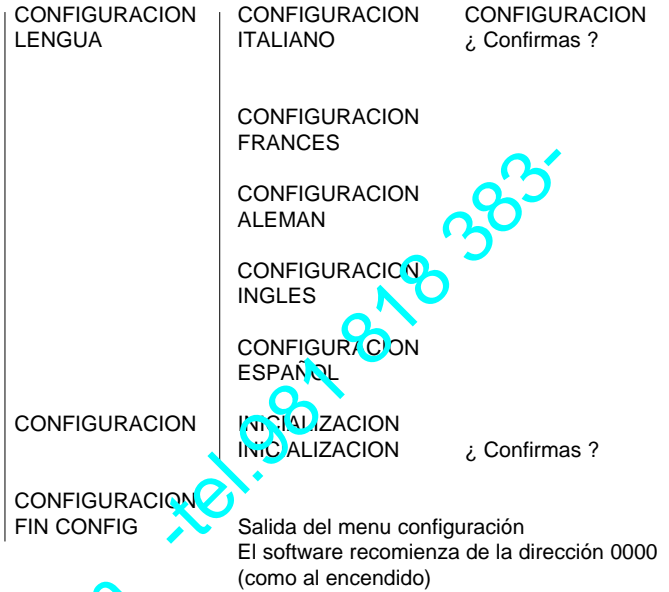 CONFIGURACION CONFIGURACION CONFIGURACION
LENGUA ITALIANO ¿ Confirmas ?
CONFIGURACION
FRANCES
CONFIGURACION
ALEMAN
CONFIGURACION
INGLES
CONFIGURACION
ESPAÑOL
CONFIGURACION INICIALIZACION
INICIALIZACION ¿ Confirmas ?
CONFIGURACION
FIN CONFIG Salida del menu configuración
El software recomienza de la dirección 0000
(como al encendido)
-tel.981 818 383-